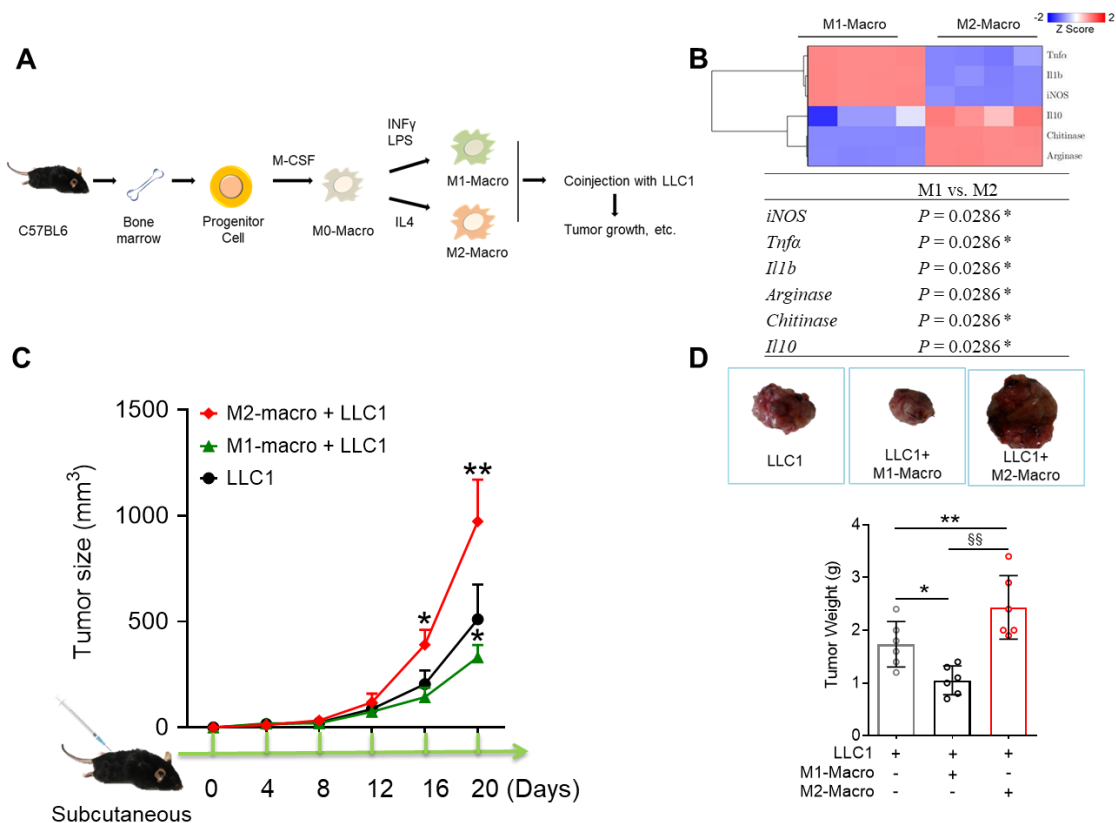 A
C57BL6
Bone
marrow
Progenitor
Cell
M-CSF
M0-Macro
INFγ
LPS
IL4
M1-Macro
M2-Macro
Coinjection with LLC1
Tumor growth, etc.
B
M1-Macro
M2-Macro
-2
2
Z Score
Tnfα
Il1b
iNOS
Il10
Chitinase
Arginase
M1 vs. M2
iNOS P = 0.0286 *
Tnfα P = 0.0286 *
Il1b P = 0.0286 *
Arginase P = 0.0286 *
Chitinase P = 0.0286 *
Il10 P = 0.0286 *
C
Tumor size (mm³)
1500
1000
500
0
M2-macro + LLC1
M1-macro + LLC1
LLC1
**
*
*
0 4 8 12 16 20 (Days)
Subcutaneous
D
LLC1
LLC1+
M1-Macro
LLC1+
M2-Macro
Tumor Weight (g)
4
3
2
1
0
**
§§
*
LLC1 + + +
M1-Macro - + -
M2-Macro - - +